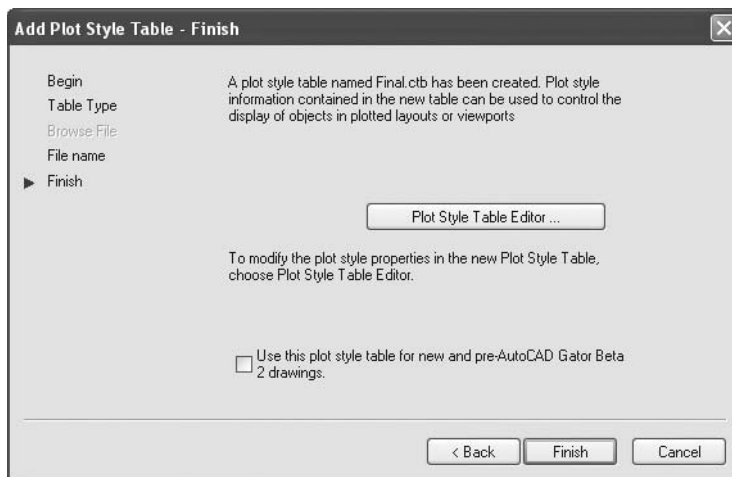 Add Plot Style Table - Finish
Begin
Table Type
Browse File
File name
Finish
A plot style table named Final.ctb has been created. Plot style
information contained in the new table can be used to control the
display of objects in plotted layouts or viewports
Plot Style Table Editor ...
To modify the plot style properties in the new Plot Style Table,
choose Plot Style Table Editor.
Use this plot style table for new and pre-AutoCAD Gator Beta
2 drawings.
< Back
Finish
Cancel